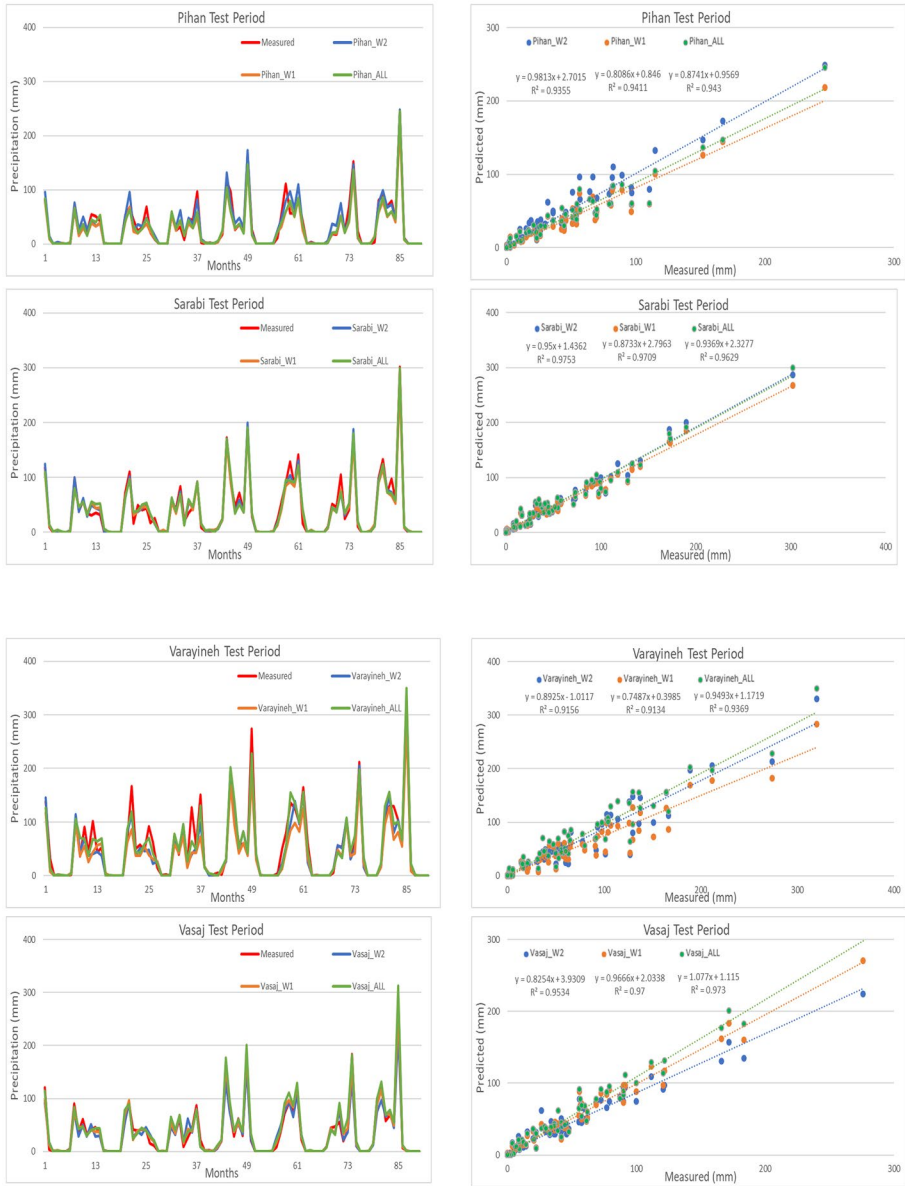 Pihan Test Period
Measured
Pihan_W2
Pihan_W1
Pihan_ALL
Precipitation (mm)
400
300
200
100
0
1
13
25
37
49
61
73
85
Months
Pihan Test Period
Pihan_W2
Pihan_W1
Pihan_ALL
y = 0.9813x + 2.7015
y = 0.8086x + 0.846
y = 0.8741x + 0.9569
R² = 0.9355
R² = 0.9411
R² = 0.943
Predicted (mm)
300
200
100
0
0
100
200
300
Measured (mm)
Sarabi Test Period
Measured
Sarabi_W2
Sarabi_W1
Sarabi_ALL
Precipitation (mm)
400
300
200
100
0
1
13
25
37
49
61
73
85
Months
Sarabi Test Period
Sarabi_W2
Sarabi_W1
Sarabi_ALL
y = 0.95x + 1.4362
y = 0.8733x + 2.7963
y = 0.9369x + 2.3277
R² = 0.9753
R² = 0.9709
R² = 0.9629
Predicted (mm)
400
300
200
100
0
0
100
200
300
400
Measured (mm)
Varayineh Test Period
Measured
Varayineh_W2
Varayineh_W1
Varayineh_ALL
Precipitation (mm)
400
300
200
100
0
1
13
25
37
49
61
73
85
Months
Varayineh Test Period
Varayineh_W2
Varayineh_W1
Varayineh_ALL
y = 0.8925x - 1.0117
y = 0.7487x + 0.3985
y = 0.9493x + 1.1719
R² = 0.9156
R² = 0.9134
R² = 0.9369
Predicted (mm)
400
300
200
100
0
0
100
200
300
400
Measured (mm)
Vasaj Test Period
Measured
Vasaj_W2
Vasaj_W1
Vasaj_ALL
Precipitation (mm)
400
300
200
100
0
1
13
25
37
49
61
73
85
Months
Vasaj Test Period
Vasaj_W2
Vasaj_W1
Vasaj_ALL
y = 0.8254x + 3.9309
y = 0.9666x + 2.0338
y = 1.077x + 1.115
R² = 0.9534
R² = 0.97
R² = 0.973
Predicted (mm)
300
200
100
0
0
100
200
300
Measured (mm)